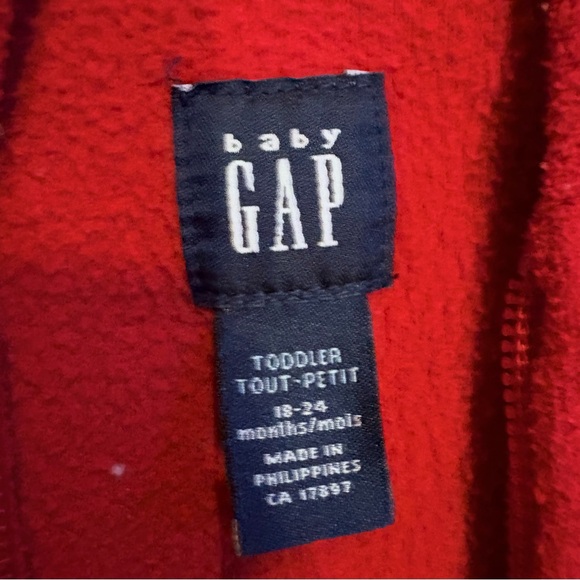 baby
GAP
TODDLER
TOUT-PETIT
18-24
months/mois
MADE IN
PHILIPPINES
CA 17897